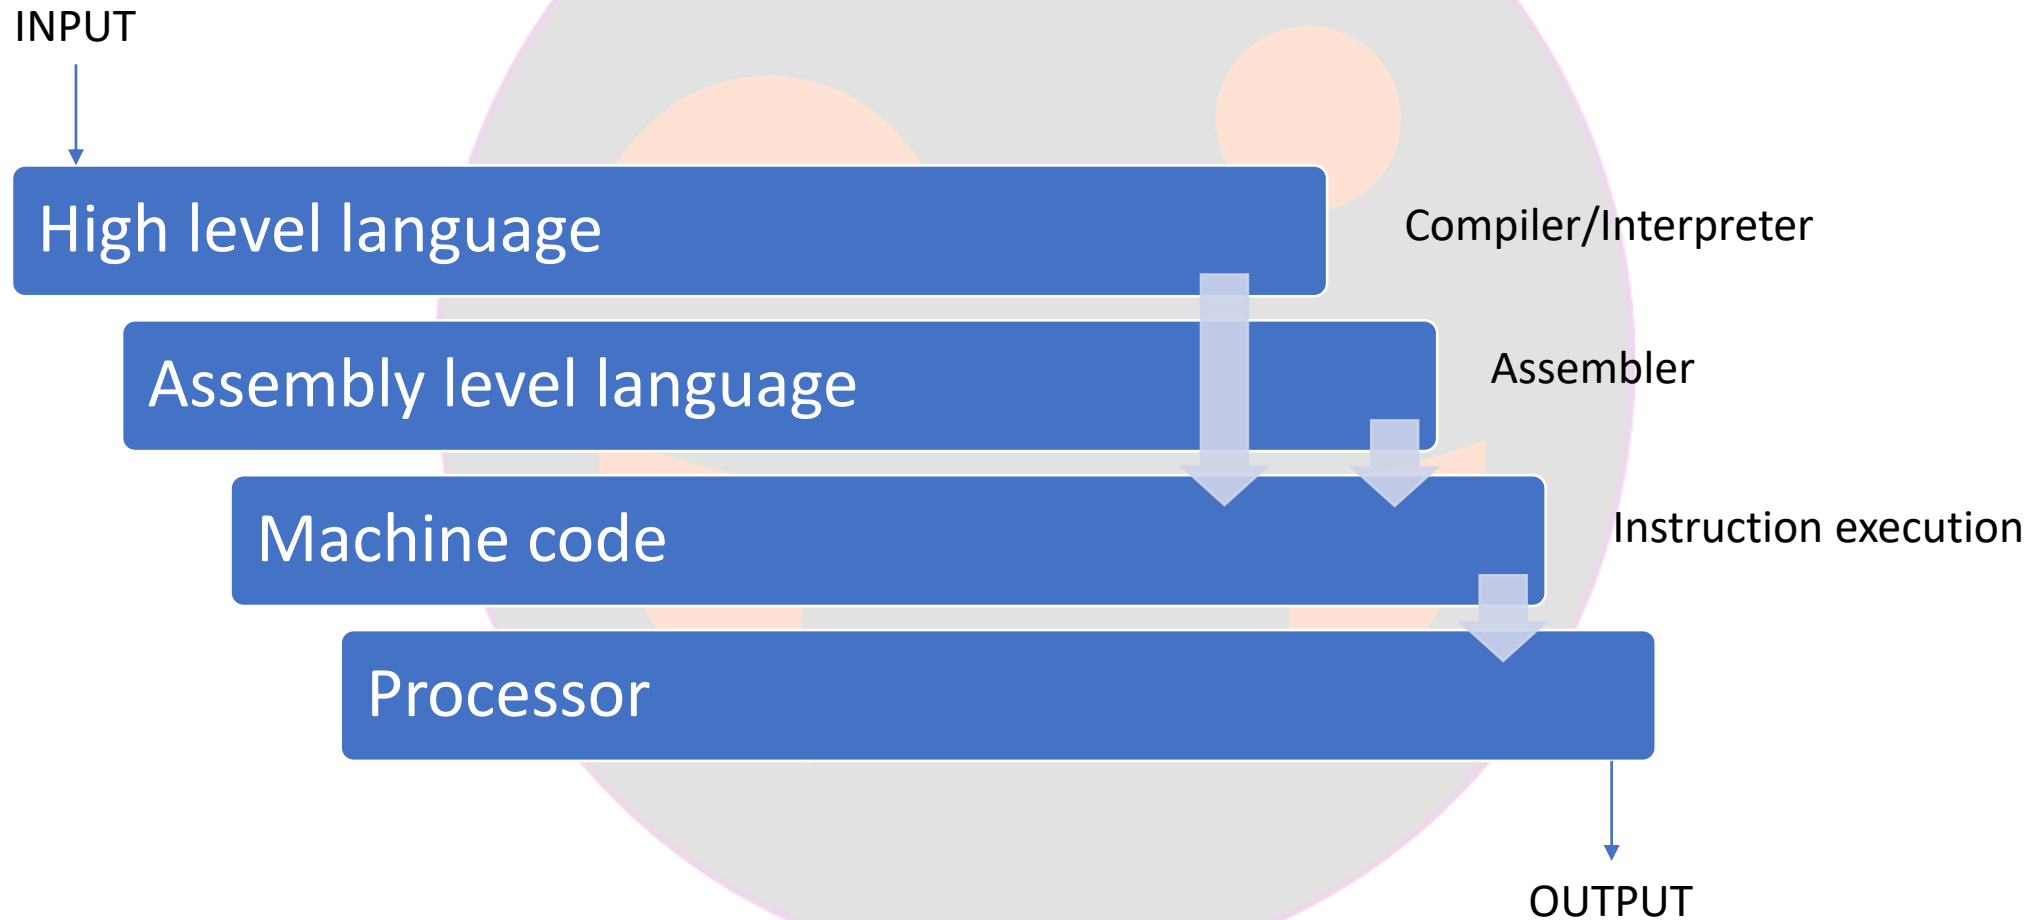 INPUT
High level language
Compiler/Interpreter
Assembly level language
Assembler
Machine code
Instruction execution
Processor
OUTPUT